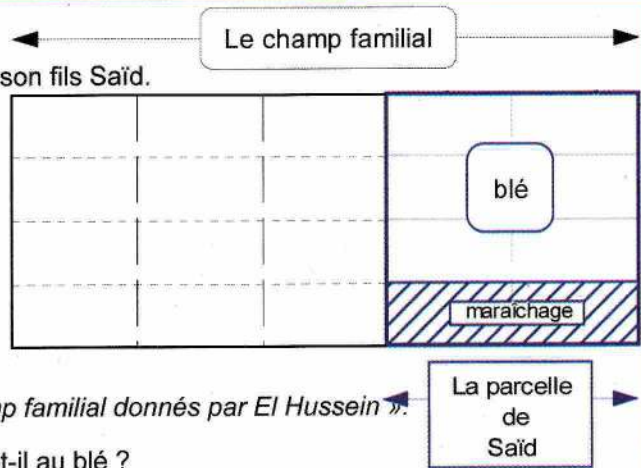 Le champ familial
son fils Saïd.
blé
maraîchage
p familial donnés par El Hussein ».
La parcelle
de
Saïd
t-il au blé ?